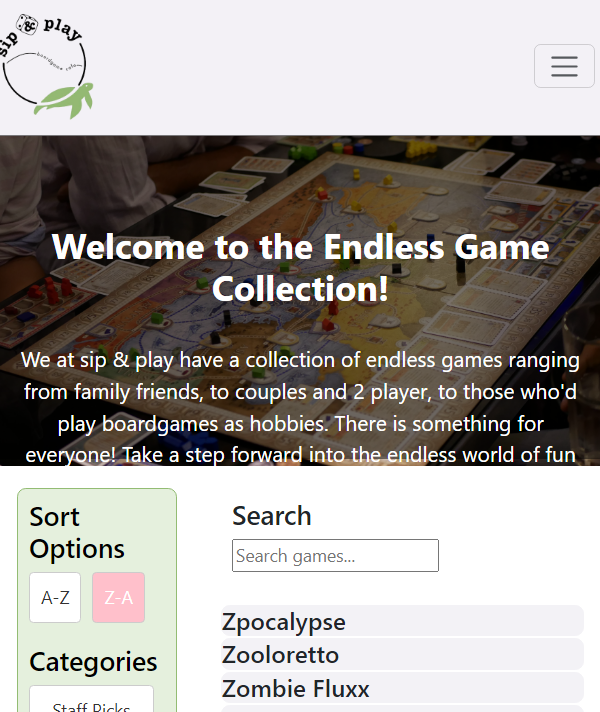 sip & play
boardgame cafe
Welcome to the Endless Game
Collection!
We at sip & play have a collection of endless games ranging
from family friends, to couples and 2 player, to those who'd
play boardgames as hobbies. There is something for
everyone! Take a step forward into the endless world of fun
Sort
Options
A-Z Z-A
Categories
Staff Picks
Search
Search games...
Zpocalypse
Zooloretto
Zombie Fluxx